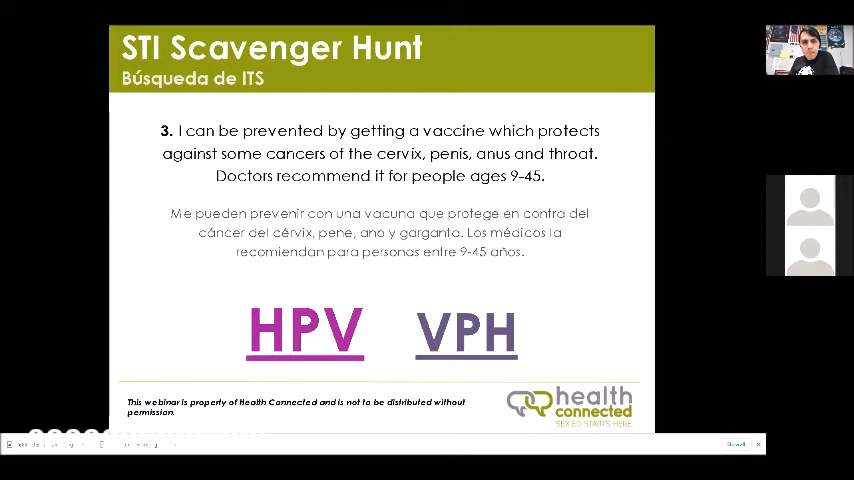 STI Scavenger Hunt
Búsqueda de ITS
3. I can be prevented by getting a vaccine which protects
against some cancers of the cervix, penis, anus and throat.
Doctors recommend it for people ages 9-45.
Me pueden prevenir con una vacuna que protege en contra del
cáncer del cérvix, pene, ano y garganta. Los médicos la
recomiendan para personas entre 9-45 años.
HPV VPH
This webinar is property of Health Connected and is not to be distributed without
permission.
health
connected
SEX ED STARTS HERE
Show all